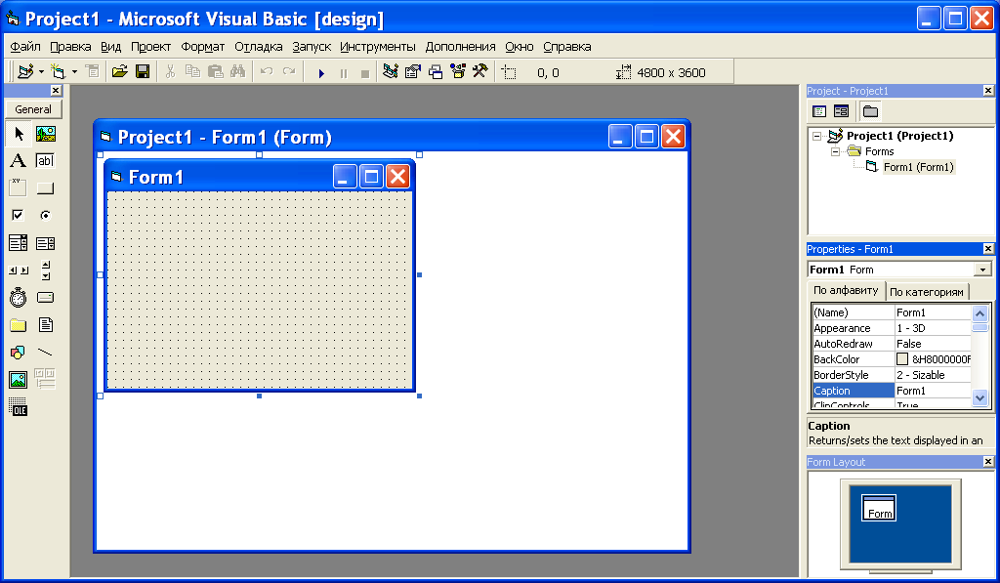 Project1 - Microsoft Visual Basic [design]
Файл Правка Вид Проект Формат Отладка Запуск Инструменты Дополнения Окно Справка
0, 0 4800 x 3600
General
A ab|
xy
OLE
Project1 - Form1 (Form)
Form1
Project - Project1
Project1 (Project1)
Forms
Form1 (Form1)
Properties - Form1
Form1 Form
По алфавиту По категориям
(Name) Form1
Appearance 1 - 3D
AutoRedraw False
BackColor &H8000000F
BorderStyle 2 - Sizable
Caption Form1
ClipControls True
Caption
Returns/sets the text displayed in an
Form Layout
Form